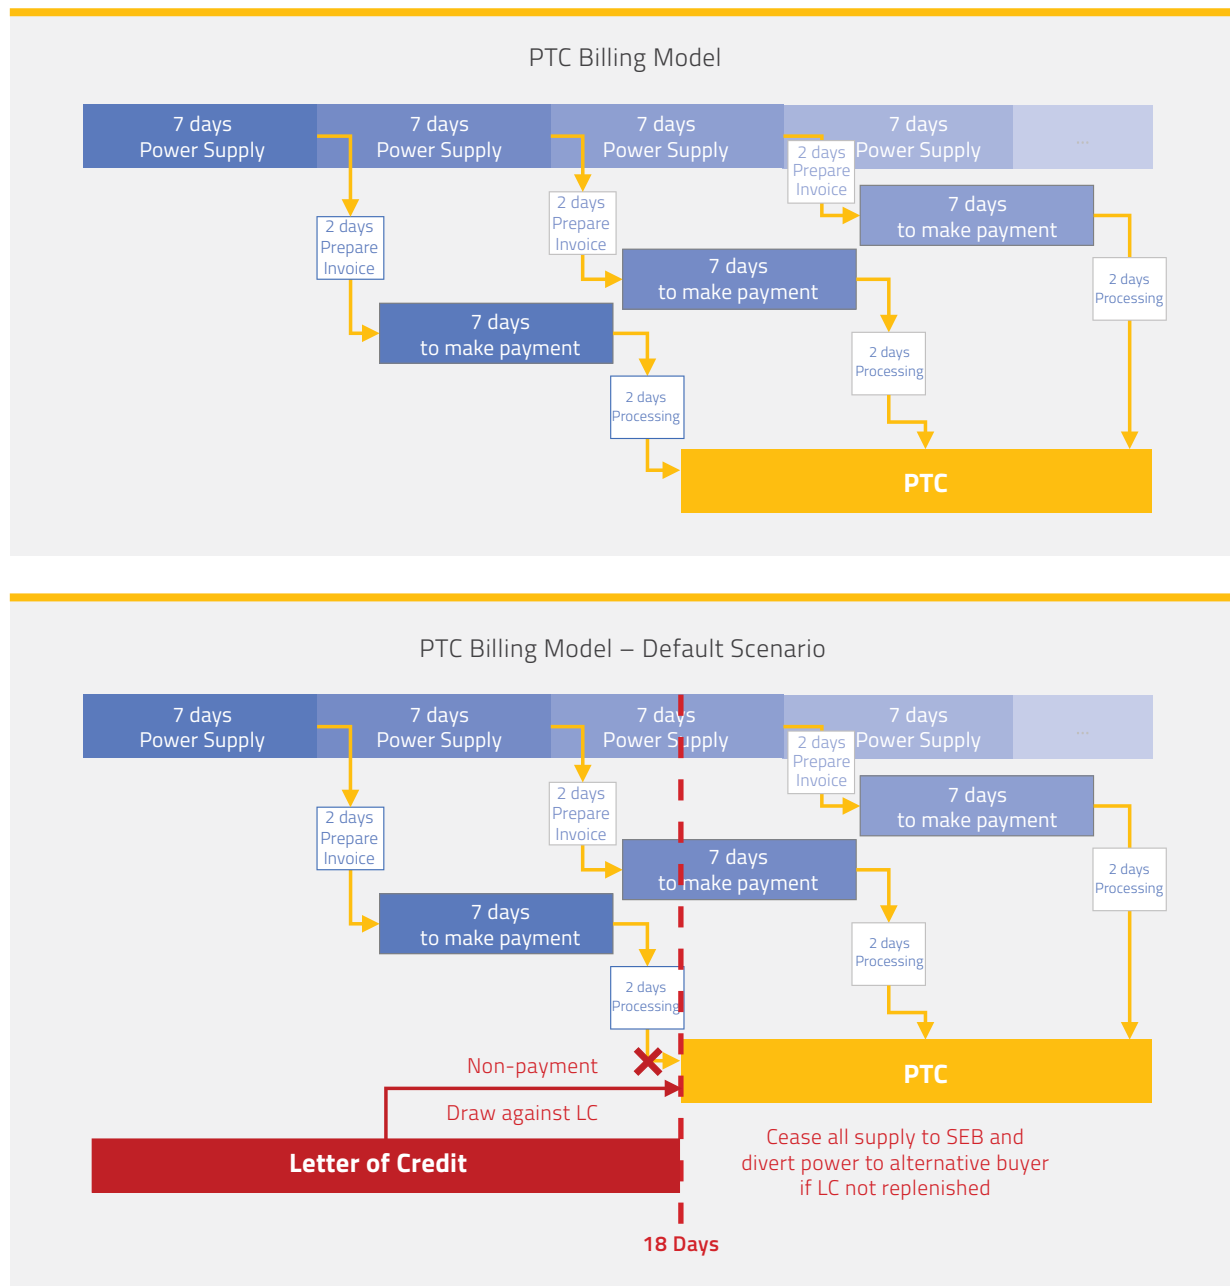 PTC Billing Model
7 days
Power Supply
7 days
Power Supply
7 days
Power Supply
7 days
Power Supply
...
2 days
Prepare
Invoice
2 days
Prepare
Invoice
2 days
Prepare
Invoice
7 days
to make payment
7 days
to make payment
7 days
to make payment
2 days
Processing
2 days
Processing
2 days
Processing
PTC
PTC Billing Model – Default Scenario
7 days
Power Supply
7 days
Power Supply
7 days
Power Supply
7 days
Power Supply
...
2 days
Prepare
Invoice
2 days
Prepare
Invoice
2 days
Prepare
Invoice
7 days
to make payment
7 days
to make payment
7 days
to make payment
2 days
Processing
2 days
Processing
2 days
Processing
Non-payment
PTC
Draw against LC
Letter of Credit
Cease all supply to SEB and
divert power to alternative buyer
if LC not replenished
18 Days